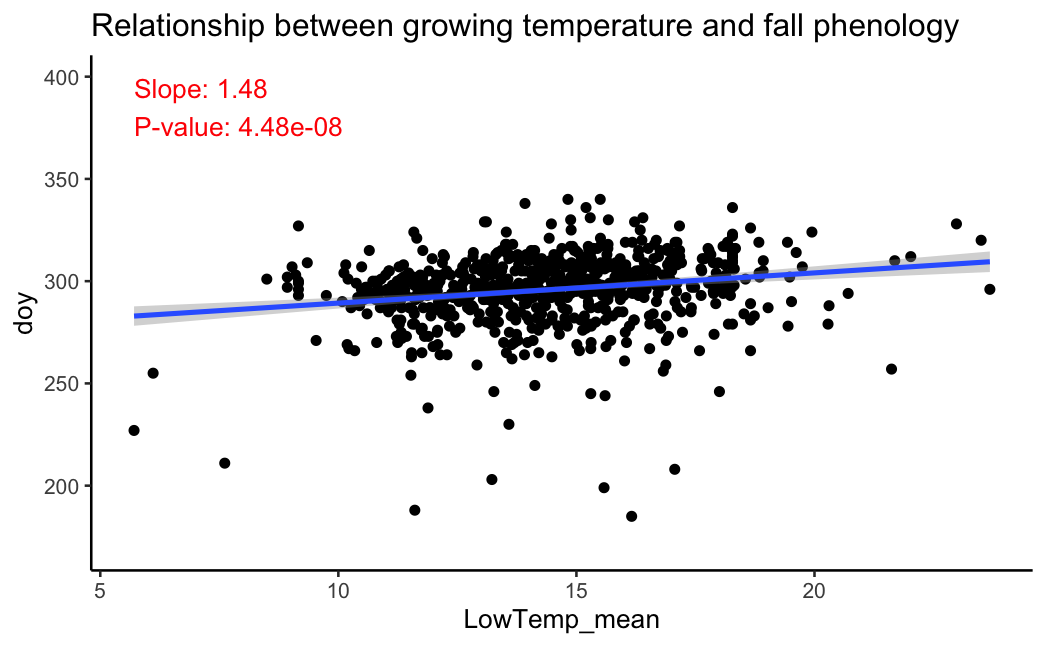 Relationship between growing temperature and fall phenology
400
Slope: 1.48
P-value: 4.48e-08
350
300
doy
250
200
5 10 15 20
LowTemp_mean